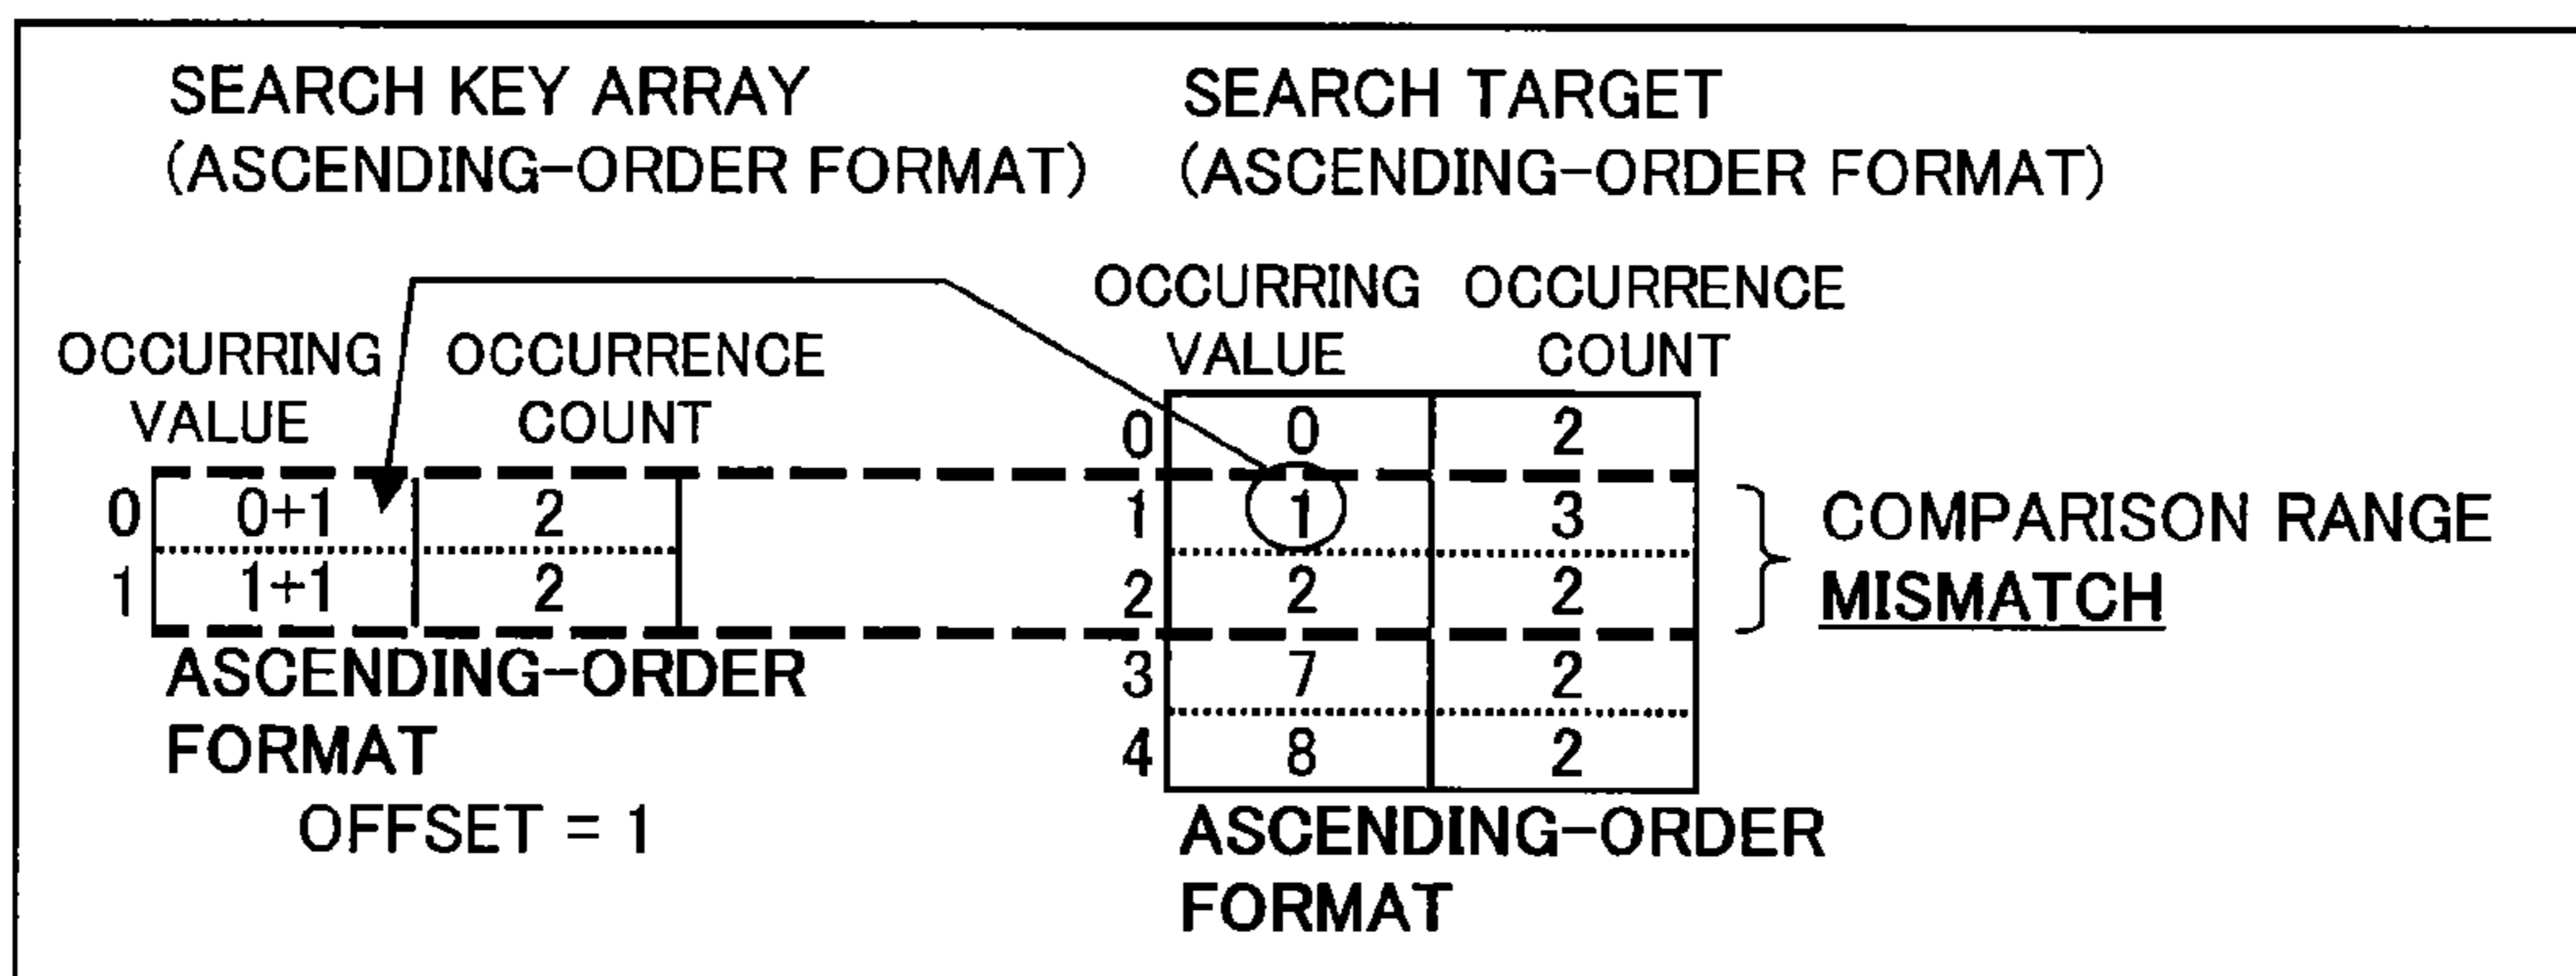 SEARCH KEY ARRAY
(ASCENDING-ORDER FORMAT)
SEARCH TARGET
(ASCENDING-ORDER FORMAT)
OCCURRING
VALUE
OCCURRENCE
COUNT
0 0+1 2
1 1+1 2
ASCENDING-ORDER
FORMAT
OFFSET = 1
OCCURRING
VALUE
OCCURRENCE
COUNT
0 0 2
1 1 3
2 2 2
3 7 2
4 8 2
ASCENDING-ORDER
FORMAT
COMPARISON RANGE
MISMATCH